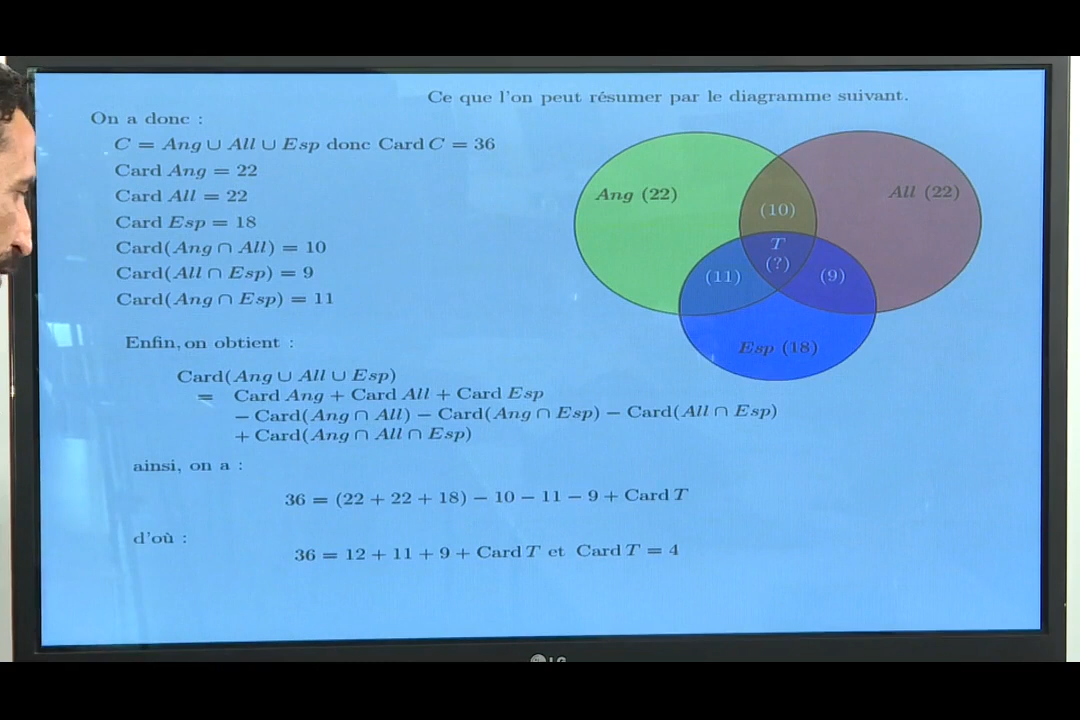 Ce que l'on peut résumer par le diagramme suivant.
On a donc :
C = Ang ∪ All ∪ Esp donc Card C = 36
Card Ang = 22
Card All = 22
Card Esp = 18
Card(Ang ∩ All) = 10
Card(All ∩ Esp) = 9
Card(Ang ∩ Esp) = 11
Ang (22)
All (22)
(10)
T
(?)
(11)
(9)
Esp (18)
Enfin, on obtient :
Card(Ang ∪ All ∪ Esp)
= Card Ang + Card All + Card Esp
− Card(Ang ∩ All) − Card(Ang ∩ Esp) − Card(All ∩ Esp)
+ Card(Ang ∩ All ∩ Esp)
ainsi, on a :
36 = (22 + 22 + 18) − 10 − 11 − 9 + Card T
d'où :
36 = 12 + 11 + 9 + Card T et Card T = 4
LG